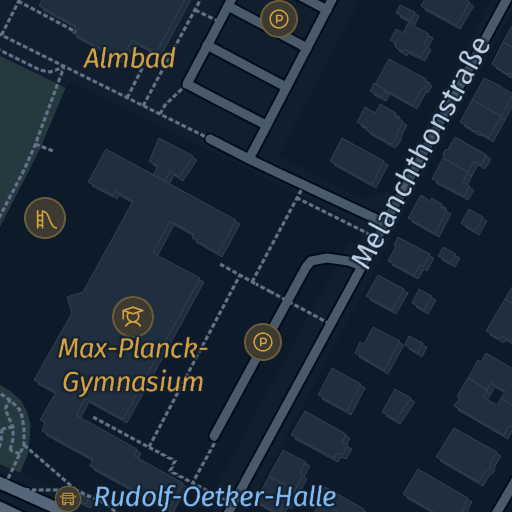 P
Almbad
Melanchthonstraße
Max-Planck-
Gymnasium
P
Rudolf-Oetker-Halle